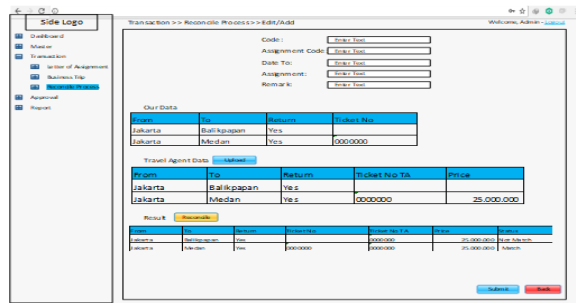 Side Logo
Transaction >> Reconcile Process >> Edit/Add
Welcome, Admin - Logout
Dashboard
Master
Transaction
Letter of Assignment
Business Trip
Reconcile Process
Approval
Report
Code: Enter Text
Assignment Code: Enter Text
Date To: Enter Text
Assignment: Enter Text
Remark: Enter Text
Our Data
From To Return Ticket No
Jakarta Balikpapan Yes
Jakarta Medan Yes 0000000
Travel Agent Data Upload
From To Return Ticket No TA Price
Jakarta Balikpapan Yes
Jakarta Medan Yes 0000000 25.000.000
Result Reconcile
From To Return Ticket No Ticket No TA Price Status
Jakarta Balikpapan Yes 0000000 25.000.000 Not Match
Jakarta Medan Yes 0000000 0000000 25.000.000 Match
Submit Back